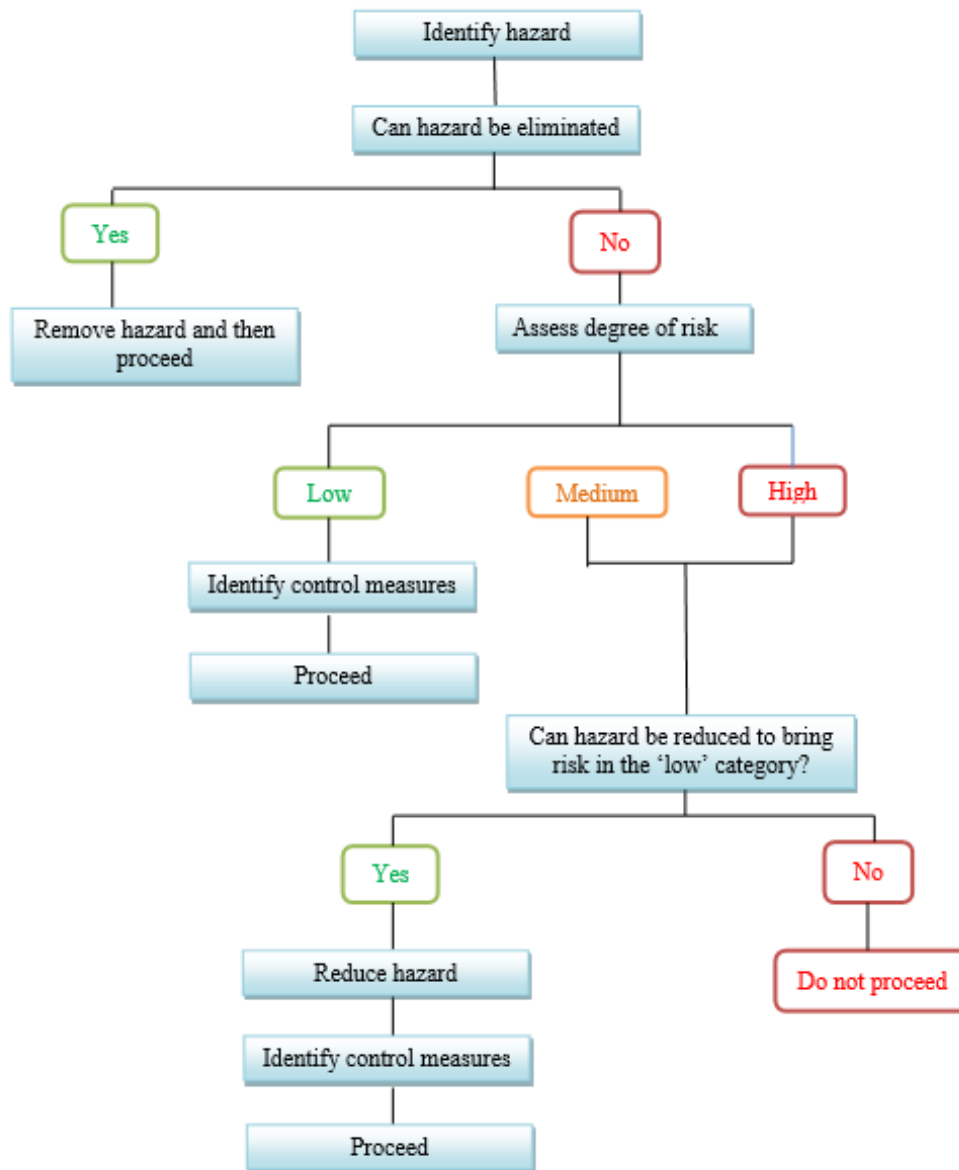 Identify hazard
Can hazard be eliminated
Yes
No
Remove hazard and then
proceed
Assess degree of risk
Low
Medium
High
Identify control measures
Proceed
Can hazard be reduced to bring
risk in the ‘low’ category?
Yes
No
Reduce hazard
Do not proceed
Identify control measures
Proceed